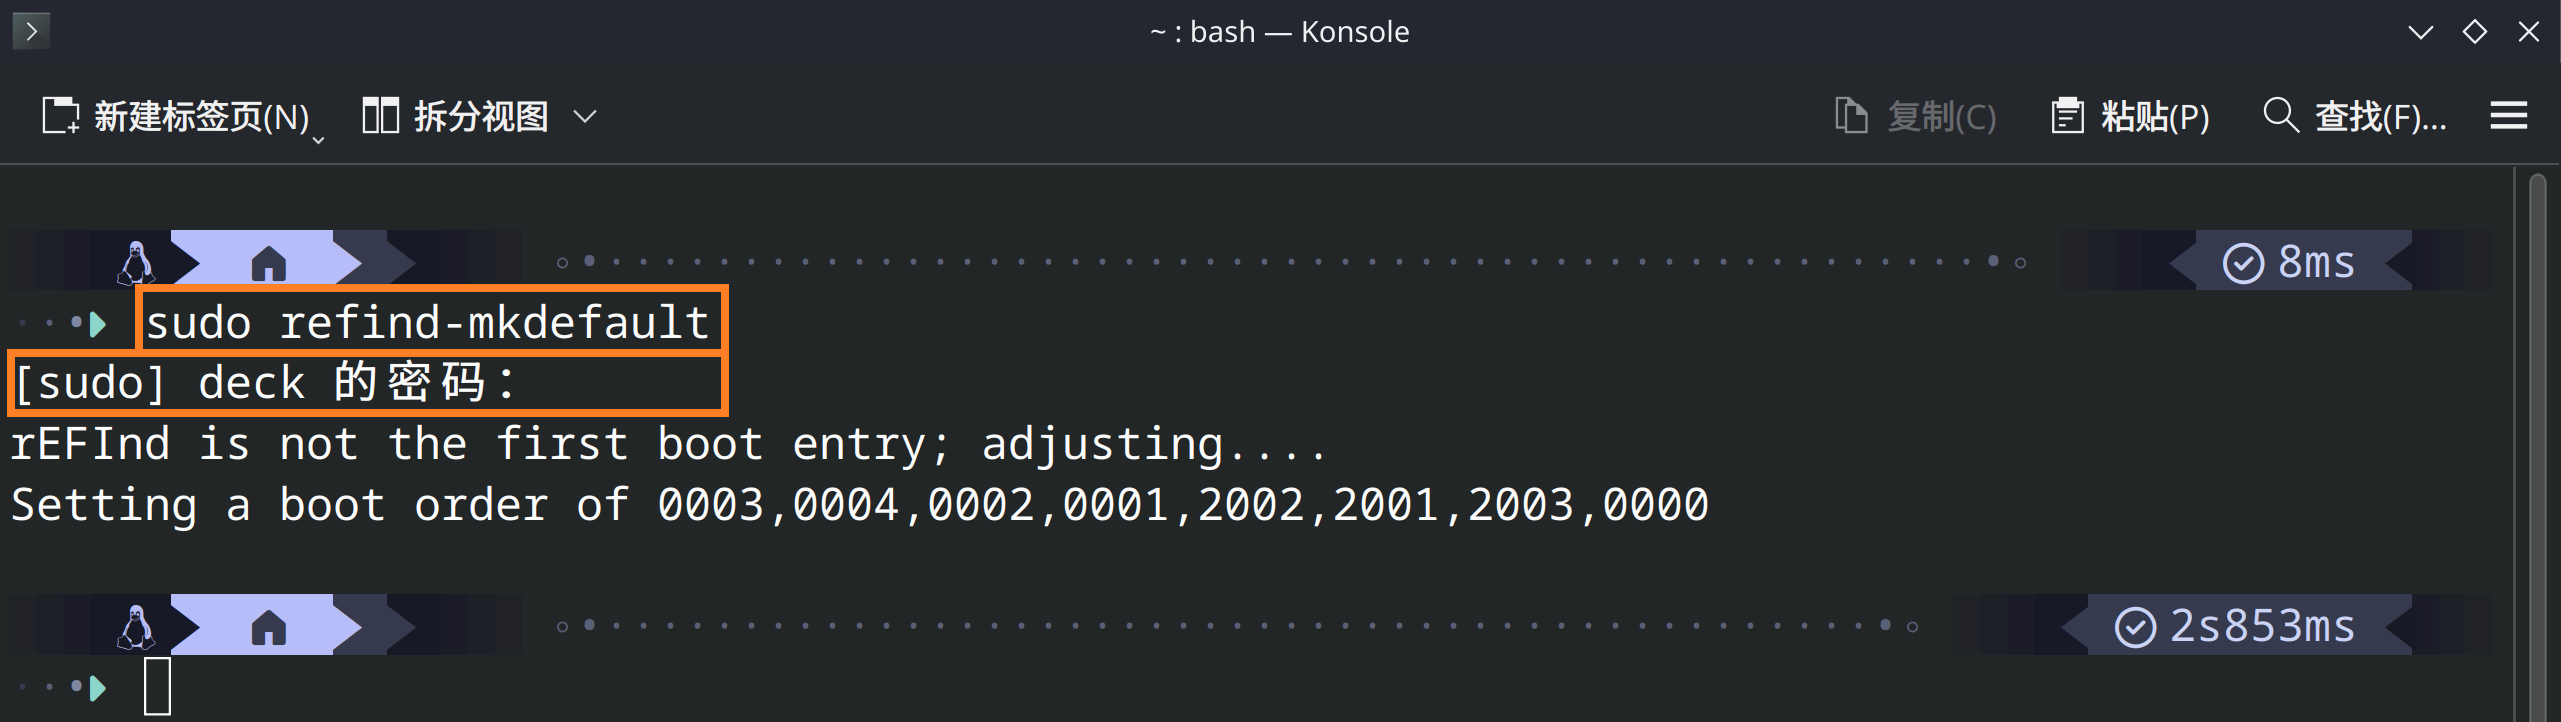 ~ : bash — Konsole
新建标签页(N) 拆分视图 复制(C) 粘贴(P) 查找(F)...
8ms
sudo refind-mkdefault
[sudo] deck 的密码：
rEFInd is not the first boot entry; adjusting....
Setting a boot order of 0003,0004,0002,0001,2002,2001,2003,0000
2s853ms